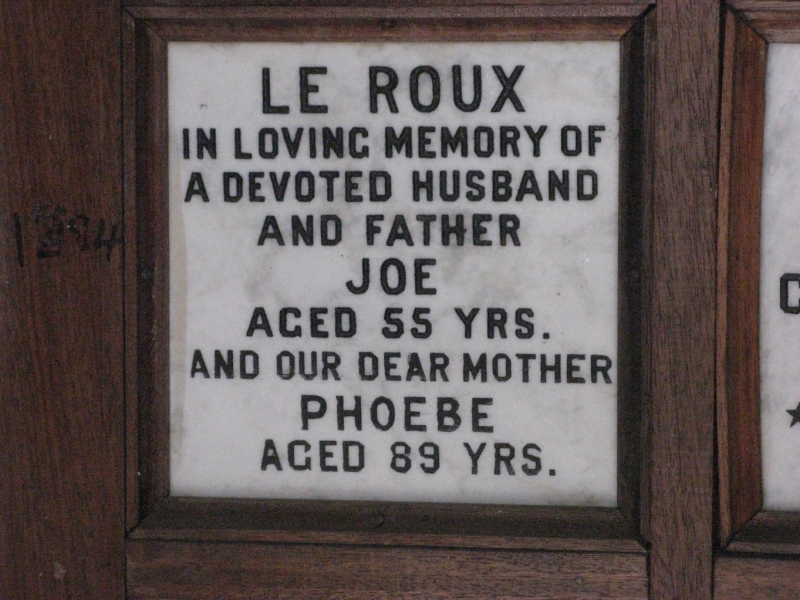 LE ROUX
IN LOVING MEMORY OF
A DEVOTED HUSBAND
AND FATHER
JOE
AGED 55 YRS.
AND OUR DEAR MOTHER
PHOEBE
AGED 89 YRS.